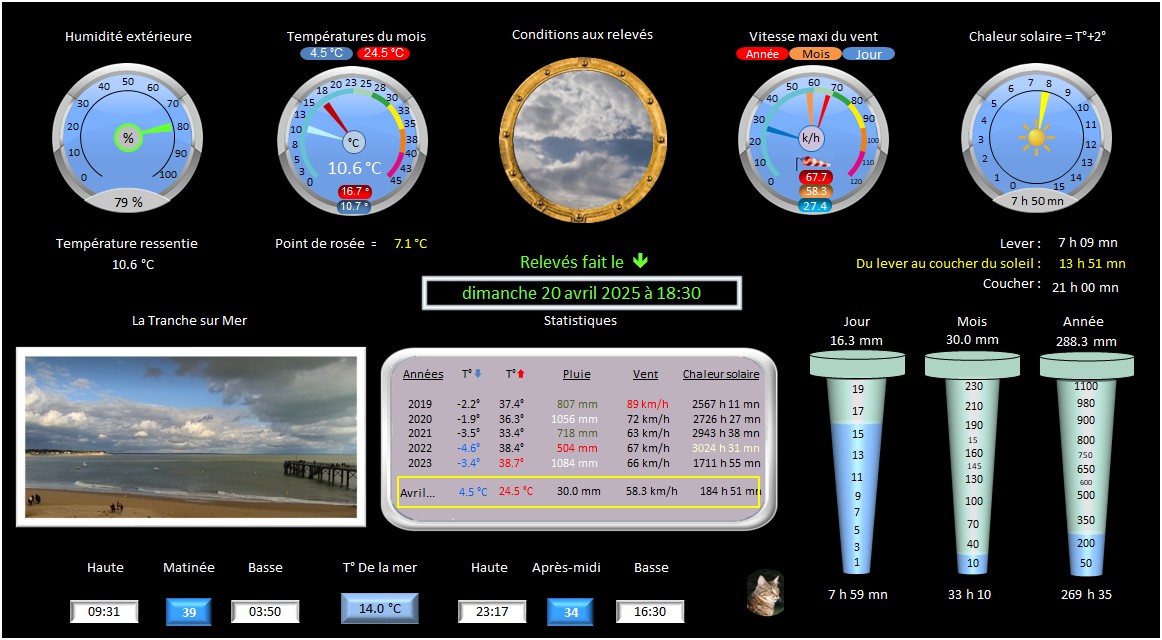 Humidité extérieure
Températures du mois
4.5 °C 24.5 °C
Conditions aux relevés
Vitesse maxi du vent
Année Mois Jour
Chaleur solaire = T°+2°
0 10 20 30 40 50 60 70 80 90 100
%
79 %
0 3 5 8 10 13 15 18 20 23 25 28 30 33 35 38 40 43 45
°C
10.6 °C
16.7 °
10.7 °
0 10 20 30 40 50 60 70 80 90 100 110 120
k/h
67.7
58.3
27.4
0 1 2 3 4 5 6 7 8 9 10 11 12 13 14 15
7 h 50 mn
Température ressentie
10.6 °C
Point de rosée = 7.1 °C
Relevés fait le
dimanche 20 avril 2025 à 18:30
Lever : 7 h 09 mn
Du lever au coucher du soleil : 13 h 51 mn
Coucher : 21 h 00 mn
La Tranche sur Mer
Statistiques
Années T° T° Pluie Vent Chaleur solaire
2019 -2.2° 37.4° 807 mm 89 km/h 2567 h 11 mn
2020 -1.9° 36.3° 1056 mm 72 km/h 2726 h 27 mn
2021 -3.5° 33.4° 718 mm 63 km/h 2943 h 38 mn
2022 -4.6° 38.4° 504 mm 67 km/h 3024 h 31 mn
2023 -3.4° 38.7° 1084 mm 66 km/h 1711 h 55 mn
Avril... 4.5 °C 24.5 °C 30.0 mm 58.3 km/h 184 h 51 mn
Jour
16.3 mm
19
17
15
13
11
9
7
5
3
1
7 h 59 mn
Mois
30.0 mm
230
210
190
15
160
145
130
100
70
40
10
33 h 10
Année
288.3 mm
1100
980
900
800
750
650
600
500
350
200
50
269 h 35
Haute Matinée Basse
09:31 39 03:50
T° De la mer
14.0 °C
Haute Après-midi Basse
23:17 34 16:30